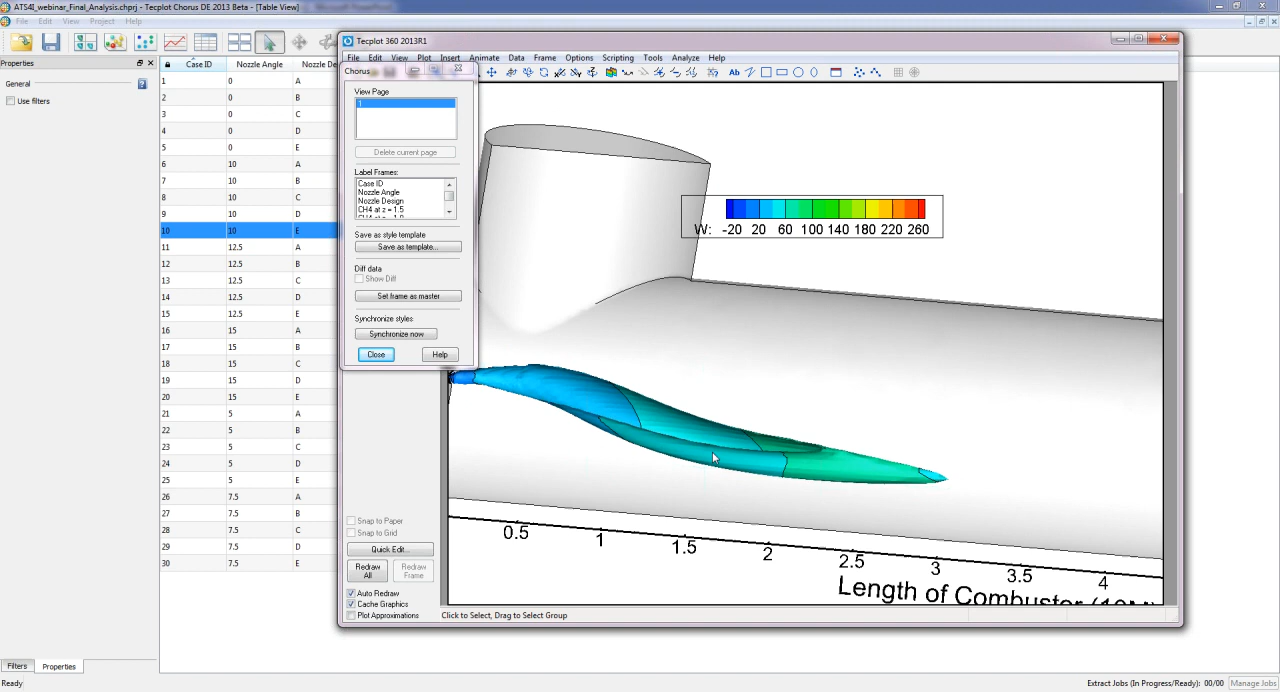 ATS4I_webinar_Final_Analysis.chprj - Tecplot Chorus DE 2013 Beta - [Table View]
File Edit View Project Help
Properties
General
Use filters
Case ID Nozzle Angle Nozzle De
1 0 A
2 0 B
3 0 C
4 0 D
5 0 E
6 10 A
7 10 B
8 10 C
9 10 D
10 10 E
11 12.5 A
12 12.5 B
13 12.5 C
14 12.5 D
15 12.5 E
16 15 A
17 15 B
18 15 C
19 15 D
20 15 E
21 5 A
22 5 B
23 5 C
24 5 D
25 5 E
26 7.5 A
27 7.5 B
28 7.5 C
29 7.5 D
30 7.5 E
Filters Properties
Ready
Extract Jobs (In Progress/Ready): 00/00 Manage Jobs
Tecplot 360 2013R1
File Edit View Plot Insert Animate Data Frame Options Scripting Tools Analyze Help
Chorus
View Page
1
Delete current page
Label Frames:
Case ID
Nozzle Angle
Nozzle Design
CH4 at z = 1.5
Save as style template
Save as template...
Diff data
Show Diff
Set frame as master
Synchronize styles
Synchronize now
Close Help
Snap to Paper
Snap to Grid
Quick Edit...
Redraw All
Redraw Frame
Auto Redraw
Cache Graphics
Plot Approximations
Click to Select, Drag to Select Group
W: -20 20 60 100 140 180 220 260
0.5 1 1.5 2 2.5 3 3.5 4
Length of Combustor